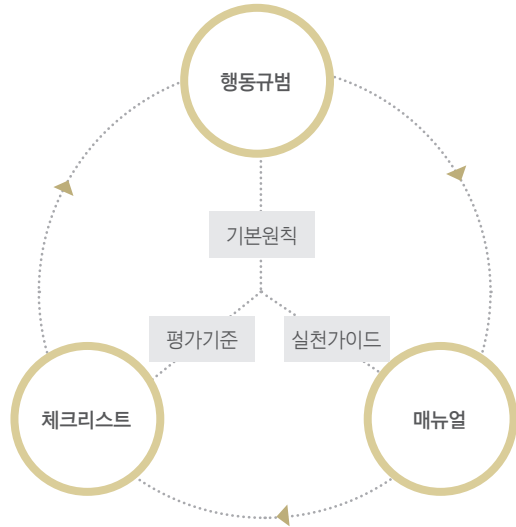 행동규범
기본원칙
평가기준
실천가이드
체크리스트
매뉴얼